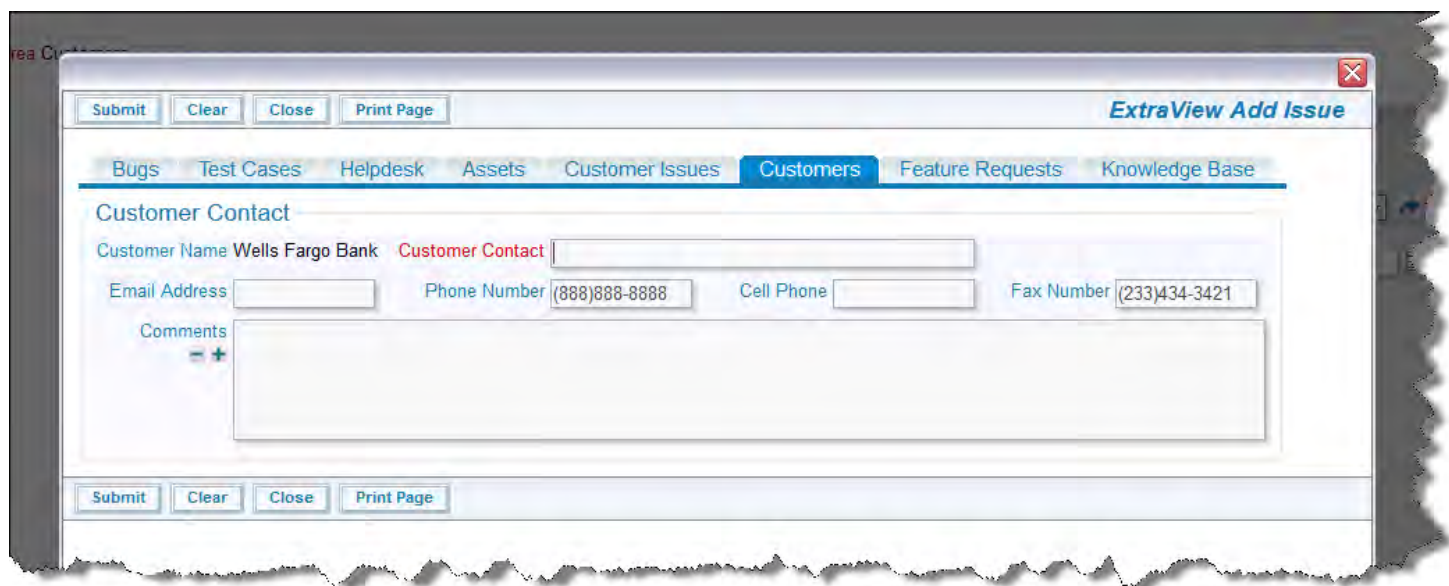 rea Customers
Submit Clear Close Print Page ExtraView Add Issue
Bugs Test Cases Helpdesk Assets Customer Issues Customers Feature Requests Knowledge Base
Customer Contact
Customer Name Wells Fargo Bank Customer Contact
Email Address Phone Number (888)888-8888 Cell Phone Fax Number (233)434-3421
Comments
- +
Submit Clear Close Print Page